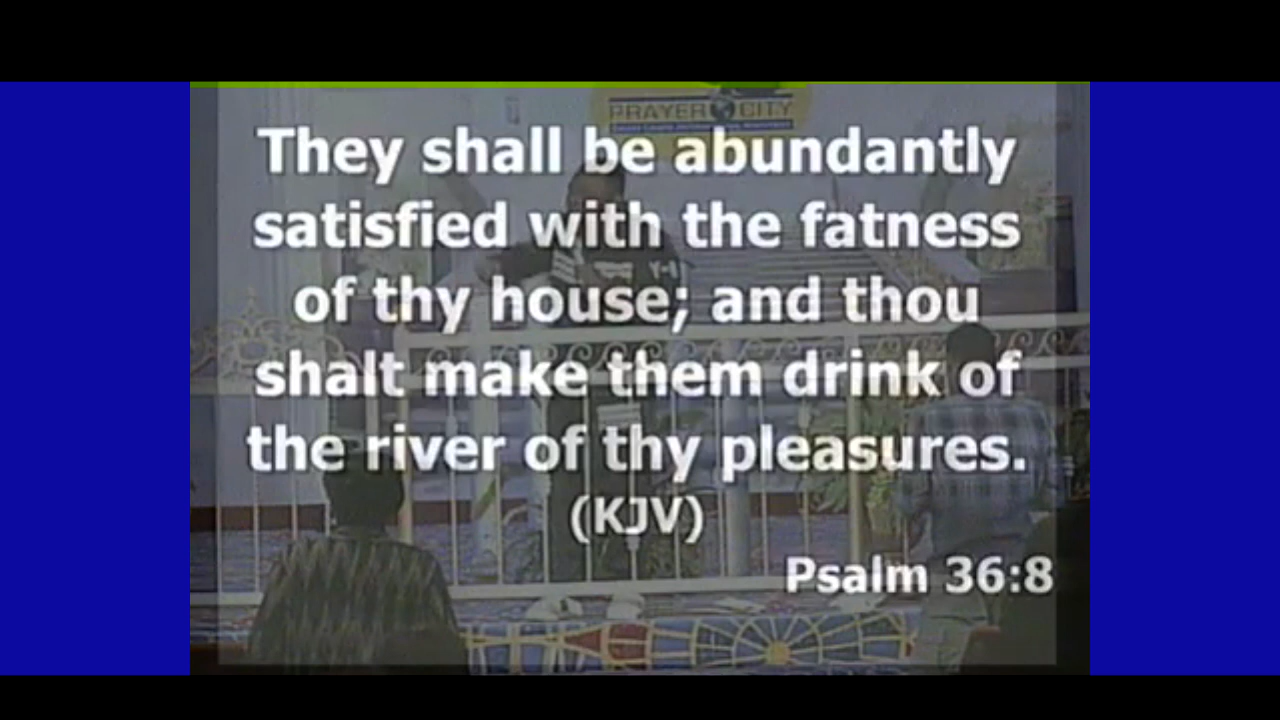 PRAYER CITY
They shall be abundantly
satisfied with the fatness
of thy house; and thou
shalt make them drink of
the river of thy pleasures.
(KJV)
Psalm 36:8